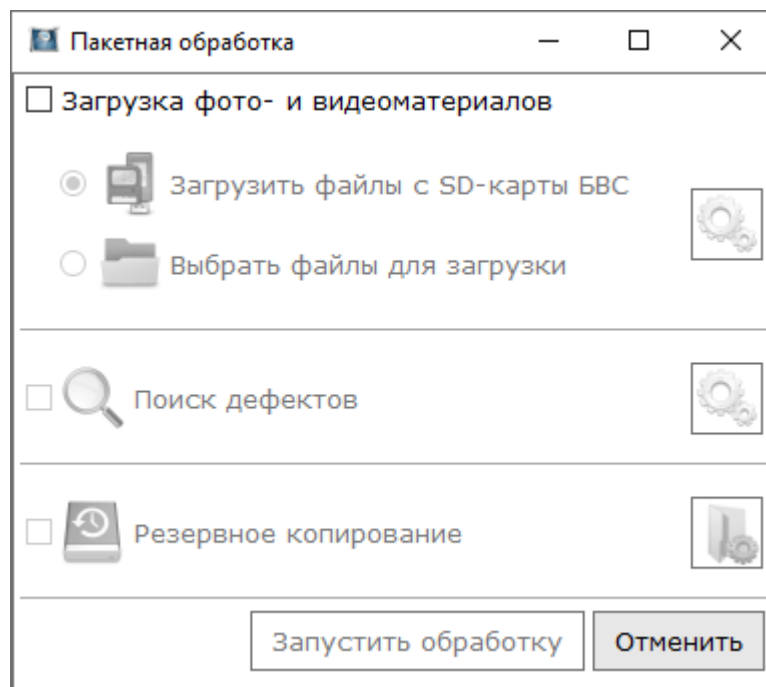 Пакетная обработка
Загрузка фото- и видеоматериалов
Загрузить файлы с SD-карты БВС
Выбрать файлы для загрузки
Поиск дефектов
Резервное копирование
Запустить обработку
Отменить